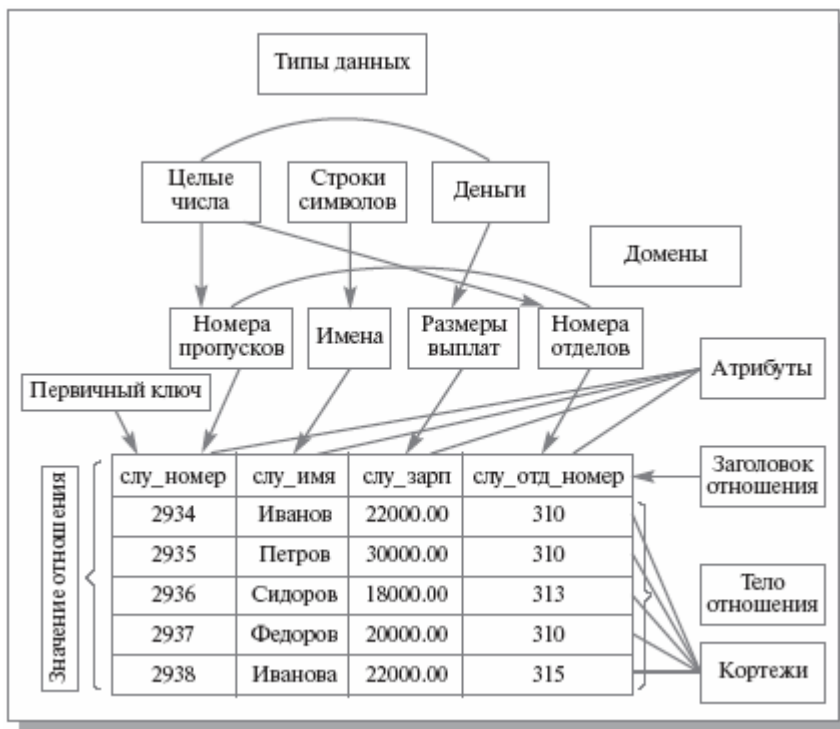 Типы данных
Целые
числа
Строки
символов
Деньги
Домены
Номера
пропусков
Имена
Размеры
выплат
Номера
отделов
Атрибуты
Первичный ключ
Заголовок
отношения
Значение отношения
слу_номер слу_имя слу_зарп слу_отд_номер
2934 Иванов 22000.00 310
2935 Петров 30000.00 310
2936 Сидоров 18000.00 313
2937 Федоров 20000.00 310
2938 Иванова 22000.00 315
Тело
отношения
Кортежи